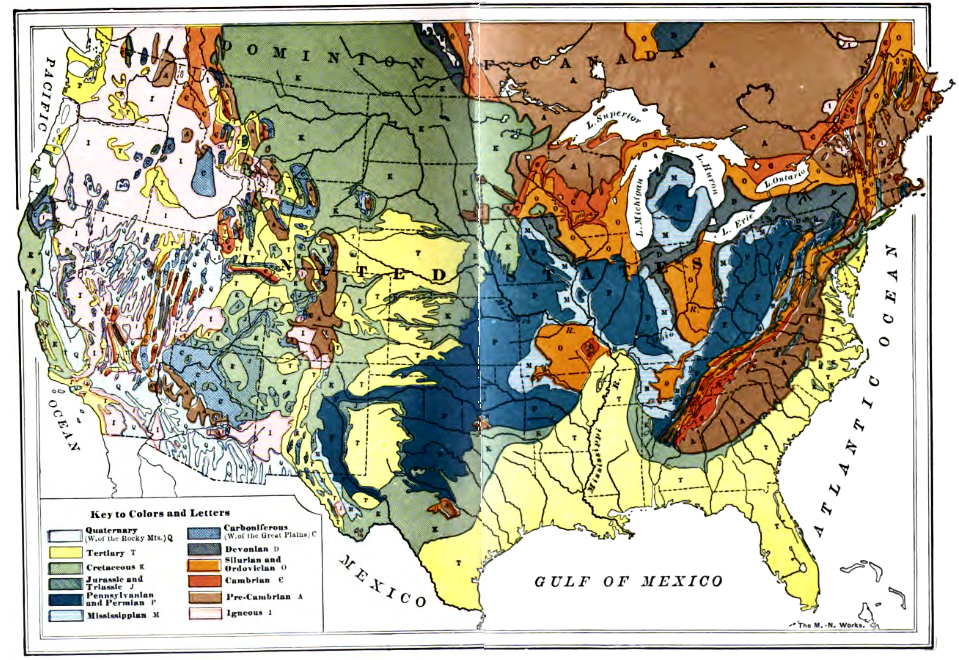 DOMINION OF CANADA
PACIFIC
OCEAN
L. Superior
L. Michigan
L. Huron
L. Ontario
L. Erie
UNITED STATES
Ohio
R.
R.
Mississippi
R.
ATLANTIC OCEAN
MEXICO
GULF OF MEXICO
Key to Colors and Letters
Quaternary
(W. of the Rocky Mts.) Q
Tertiary T
Cretaceous K
Jurassic and
Triassic J
Pennsylvanian
and Permian P
Mississippian M
Carboniferous
(W. of the Great Plains) C
Devonian D
Silurian and
Ordovician O
Cambrian Ꞓ
Pre-Cambrian A
Igneous I
The M.-N. Works.